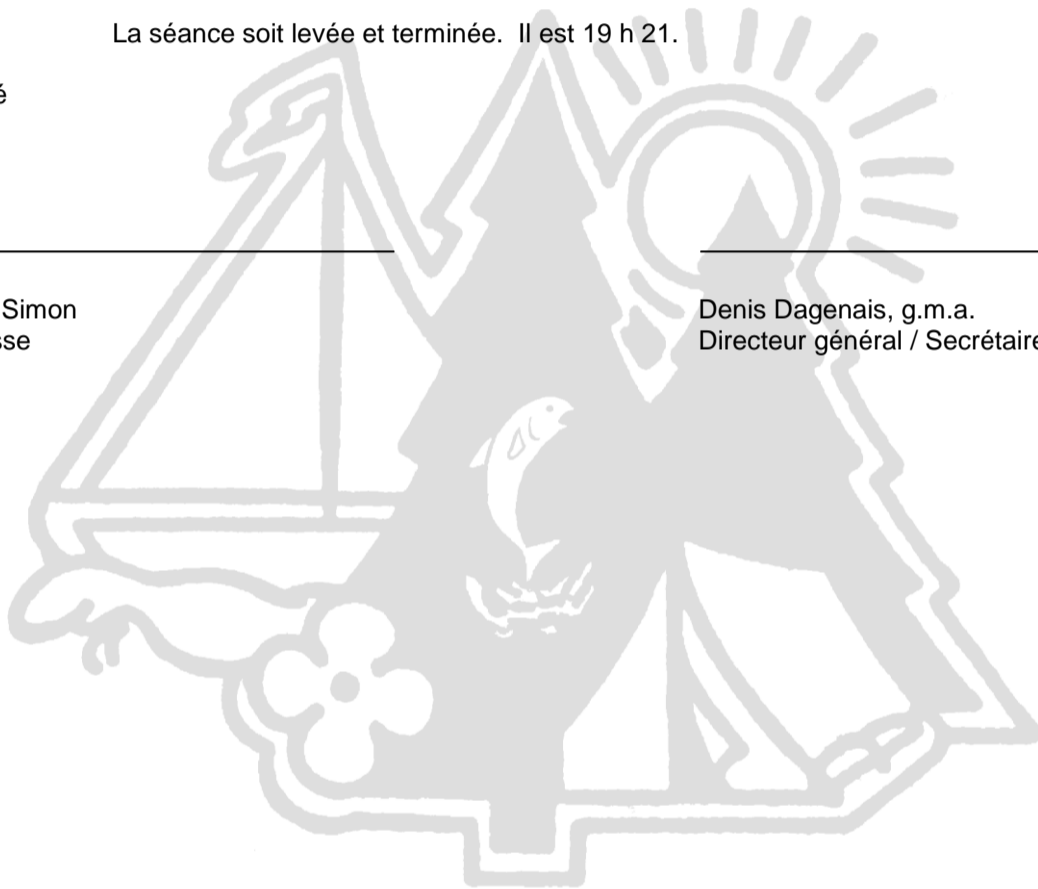 La séance soit levée et terminée. Il est 19 h 21.
é
Simon
sse
Denis Dagenais, g.m.a.
Directeur général / Secrétaire